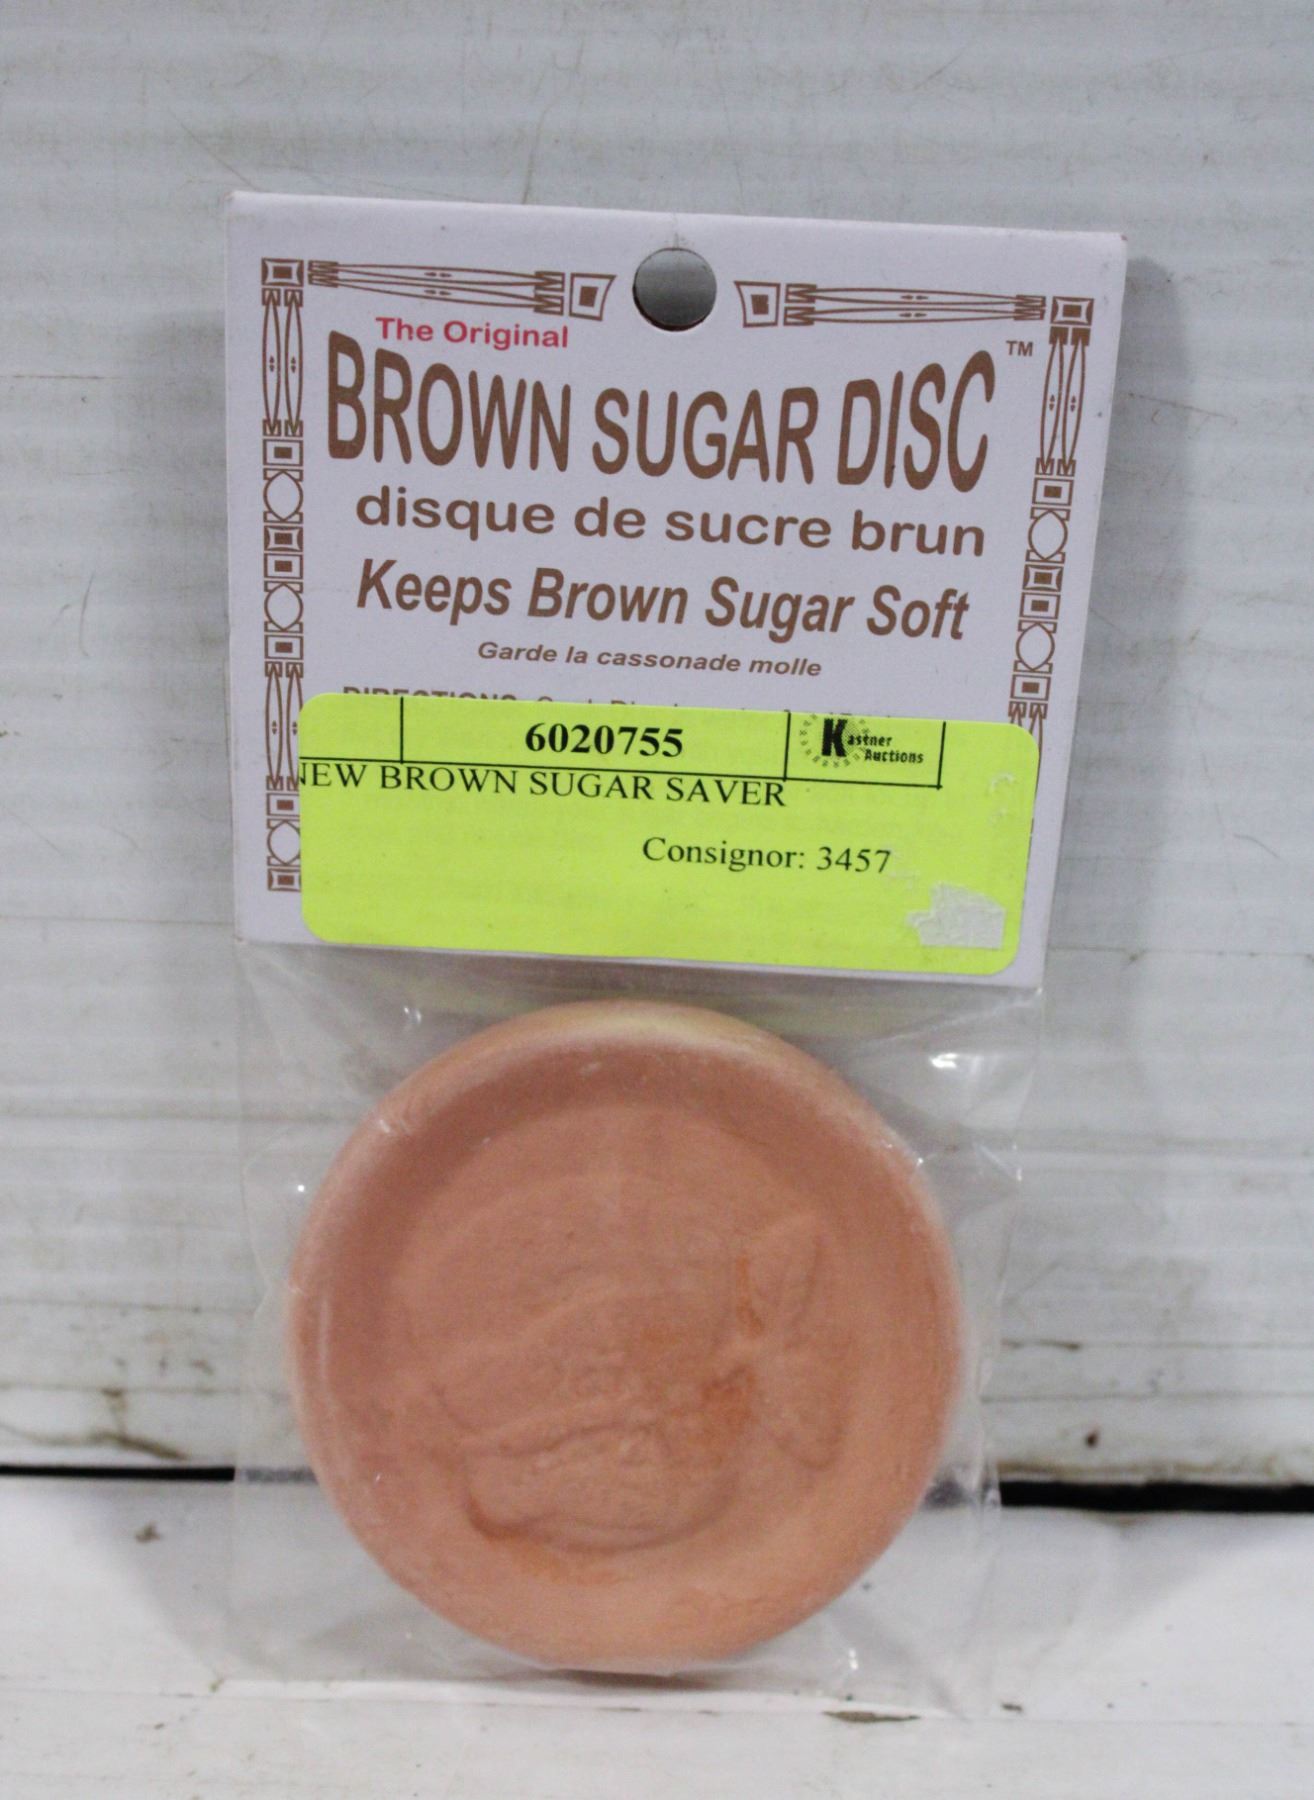 The Original
BROWN SUGAR DISC™
disque de sucre brun
Keeps Brown Sugar Soft
Garde la cassonade molle
DIRECTIONS:
6020755
Kastner
Auctions
NEW BROWN SUGAR SAVER
Consignor: 3457